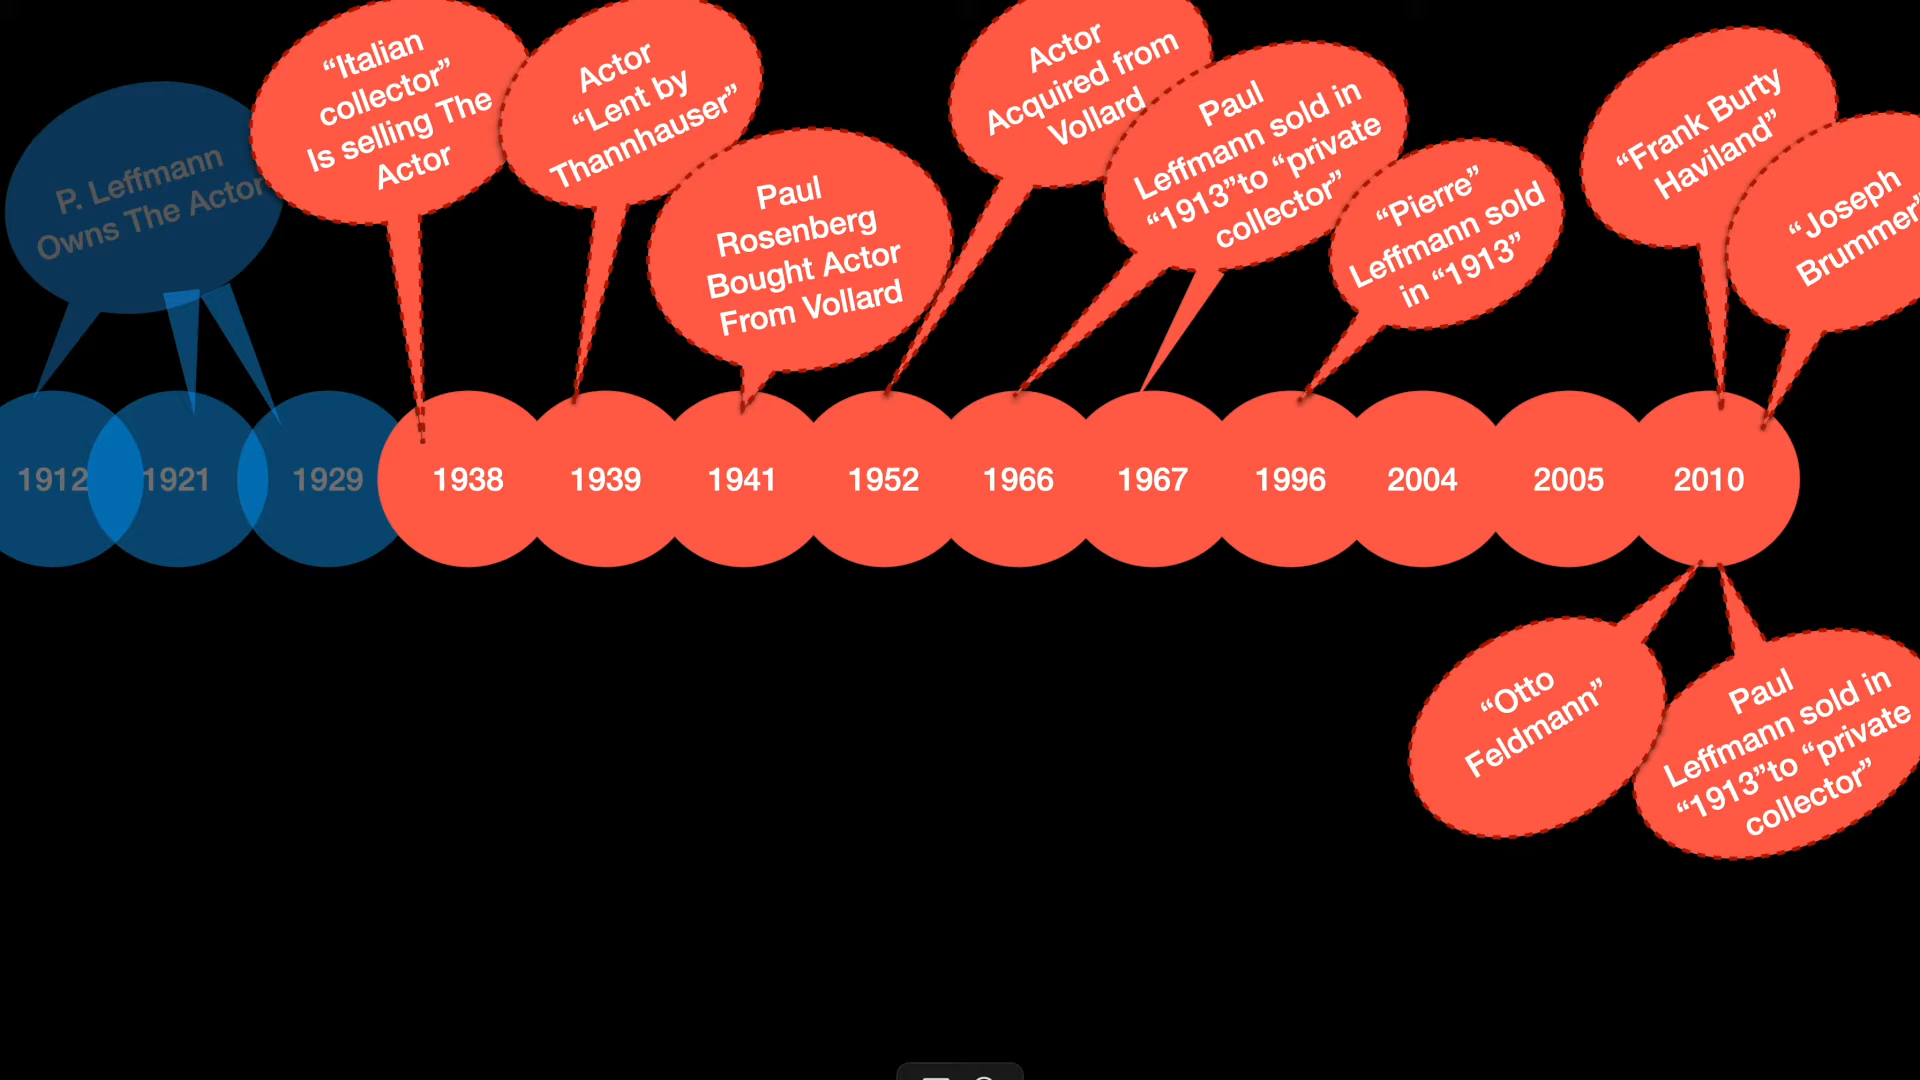 P. Leffmann
Owns The Actor
“Italian
collector”
Is selling The
Actor
Actor
“Lent by
Thannhauser”
Paul
Rosenberg
Bought Actor
From Vollard
Actor
Acquired from
Vollard
Paul
Leffmann sold in
“1913”to “private
collector”
“Pierre”
Leffmann sold
in “1913”
“Frank Burty
Haviland”
“Joseph
Brummer”
1912
1921
1929
1938
1939
1941
1952
1966
1967
1996
2004
2005
2010
“Otto
Feldmann”
Paul
Leffmann sold in
“1913”to “private
collector”